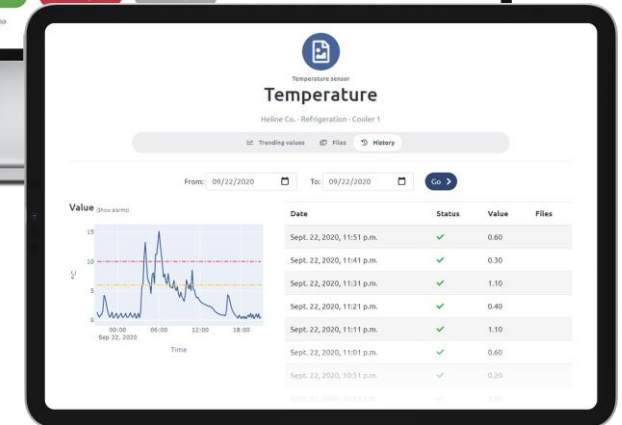 io
Temperature sensor
Temperature
Heline Co. - Refrigeration - Cooler 1
Trending values Files History
From: 09/22/2020 To: 09/22/2020 Go
Value (Show alarms)
Date Status Value Files
Sept. 22, 2020, 11:51 p.m. 0.60
Sept. 22, 2020, 11:41 p.m. 0.30
Sept. 22, 2020, 11:31 p.m. 1.10
Sept. 22, 2020, 11:21 p.m. 0.40
Sept. 22, 2020, 11:11 p.m. 1.10
Sept. 22, 2020, 11:01 p.m. 0.60
Sept. 22, 2020, 10:51 p.m. 0.20
15
10
5
0
°C
00:00 06:00 12:00 18:00
Sep 22, 2020
Time